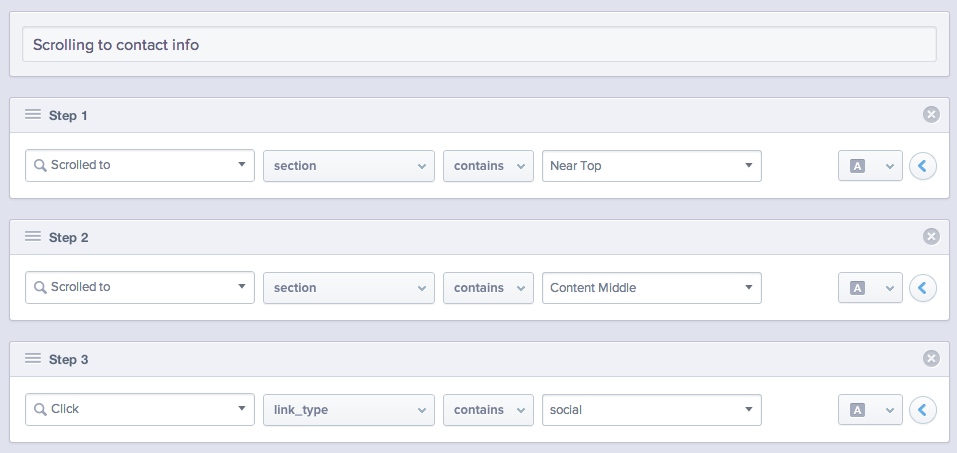 Scrolling to contact info
Step 1
Scrolled to section contains Near Top A
Step 2
Scrolled to section contains Content Middle A
Step 3
Click link_type contains social A